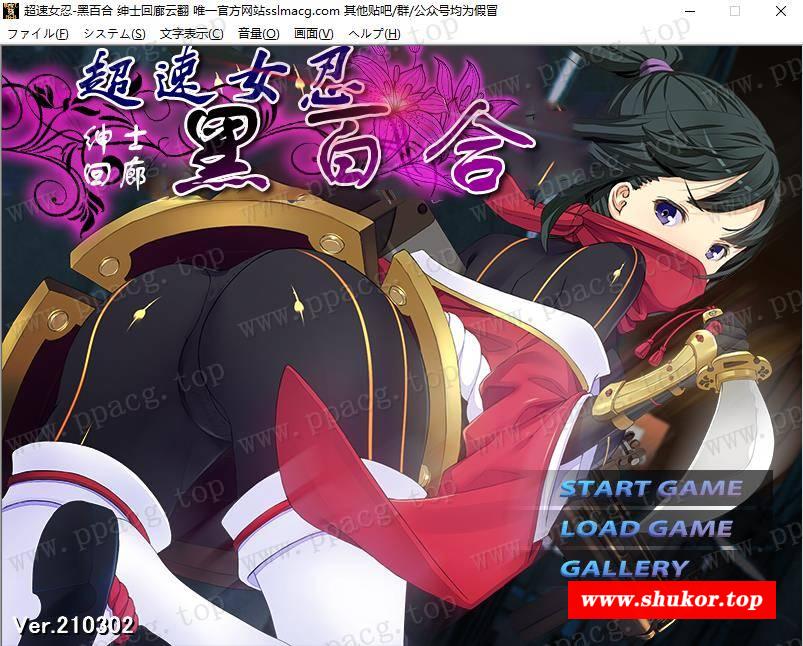 超速女忍-黑百合 绅士回廊云翻 唯一官方网站sslmacg.com 其他贴吧/群/公众号均为假冒
ファイル(F) システム(S) 文字表示(C) 音量(O) 画面(V) ヘルプ(H)
超速女忍
绅士
回廊
黑百合
www.ppacg.top
START GAME
LOAD GAME
GALLERY
www.shukor.top
Ver.210302